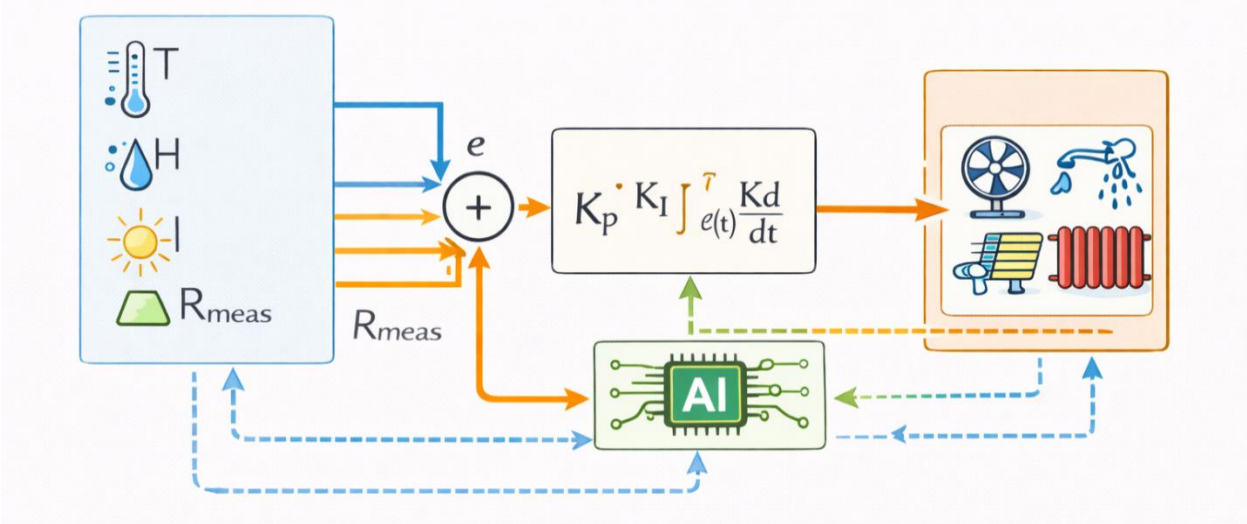 T
H
I
Rmeas
Rmeas
e
+
Kp · KI ∫ T e(t) Kd/dt
AI